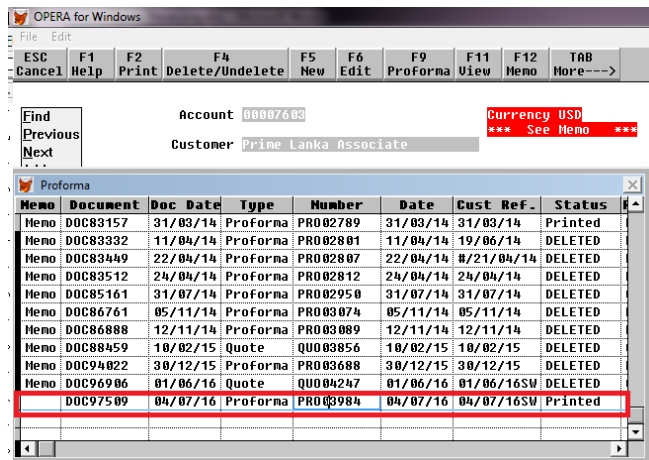 OPERA for Windows
File Edit
ESC F1 F2 F4 F5 F6 F9 F11 F12 TAB
Cancel Help Print Delete/Undelete New Edit Proforma View Memo More--->
Find Account 00007603 Currency USD
Previous *** See Memo ***
Next Customer Prime Lanka Associate
Proforma
Memo Document Doc Date Type Number Date Cust Ref. Status
Memo DOC83157 31/03/14 Proforma PRO02789 31/03/14 31/03/14 Printed
Memo DOC83332 11/04/14 Proforma PRO02801 11/04/14 19/06/14 DELETED
Memo DOC83449 22/04/14 Proforma PRO02807 22/04/14 #/21/04/14 DELETED
Memo DOC83512 24/04/14 Proforma PRO02812 24/04/14 24/04/14 DELETED
Memo DOC85161 31/07/14 Proforma PRO02950 31/07/14 31/07/14 DELETED
Memo DOC86761 05/11/14 Proforma PRO03074 05/11/14 05/11/14 DELETED
Memo DOC86888 12/11/14 Proforma PRO03089 12/11/14 12/11/14 DELETED
Memo DOC88459 10/02/15 Quote QUO03856 10/02/15 10/02/15 DELETED
Memo DOC94022 30/12/15 Proforma PRO03688 30/12/15 30/12/15 DELETED
Memo DOC96906 01/06/16 Quote QUO04247 01/06/16 01/06/16SW DELETED
DOC97509 04/07/16 Proforma PRO03984 04/07/16 04/07/16SW Printed